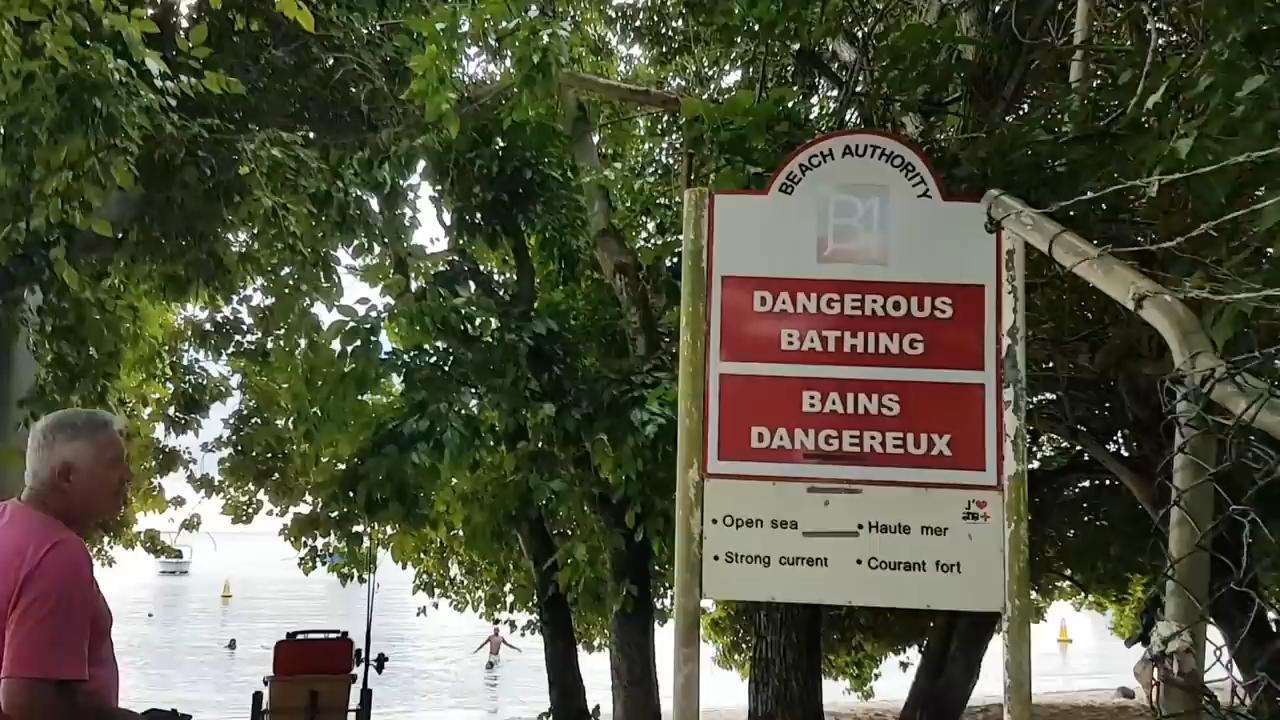 BEACH AUTHORITY
DANGEROUS
BATHING
BAINS
DANGEREUX
• Open sea
• Haute mer
• Strong current
• Courant fort
J'❤